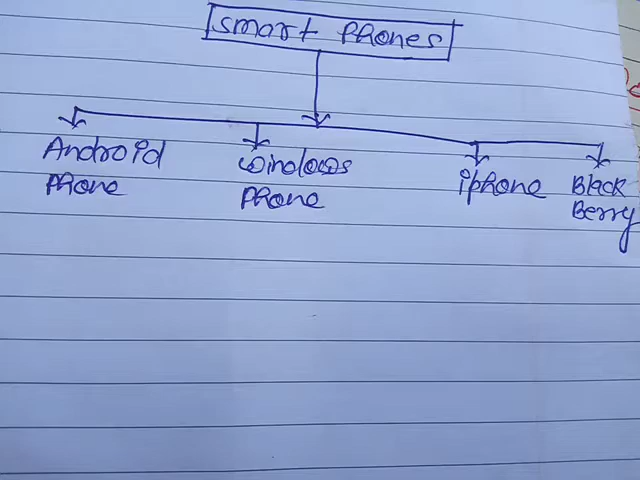 smart Phones
Android
Phone
windows
Phone
iphone
Black
Berry